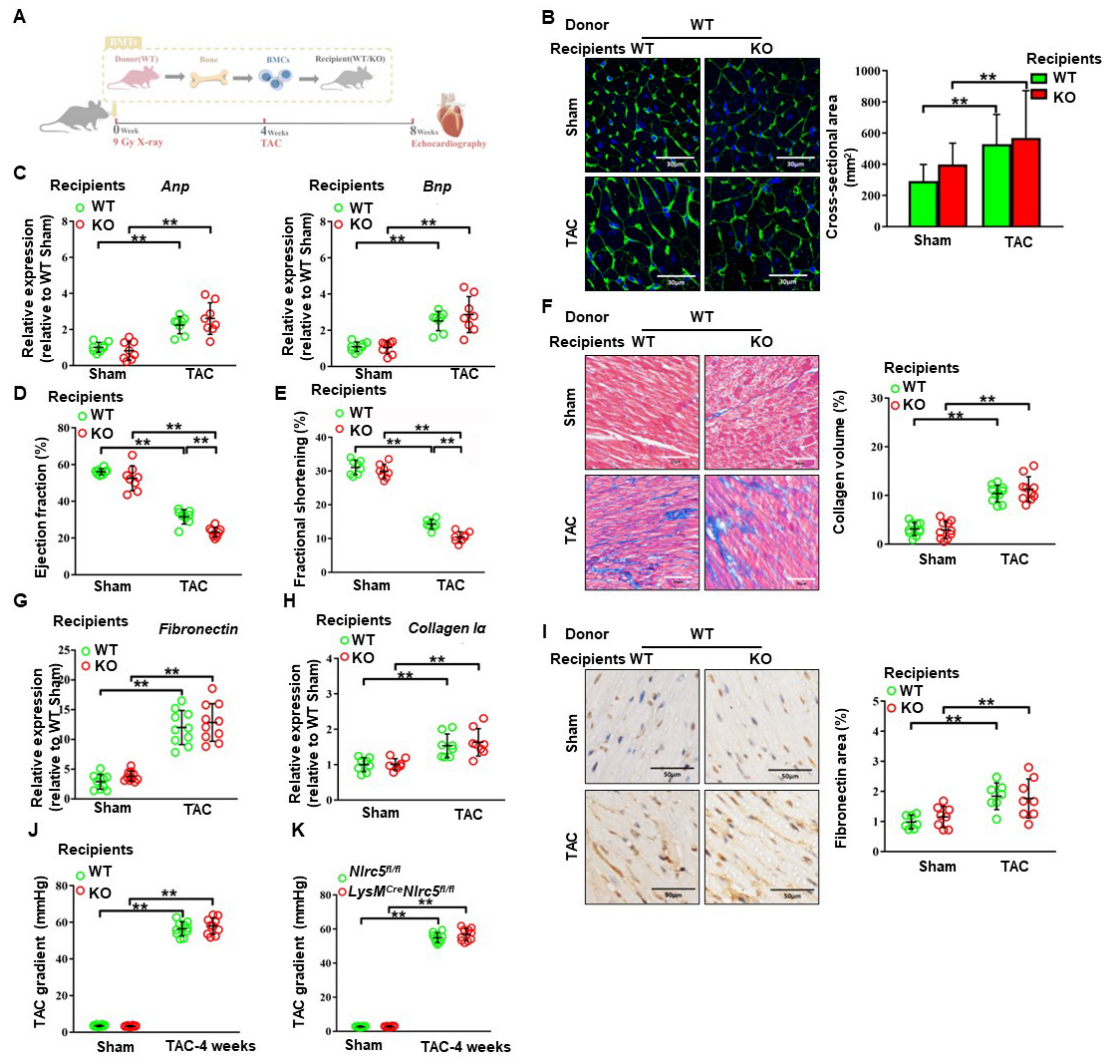 A
BMTs
Donor(WT) Bone BMCs Recipient(WT/KO)
0 Week 4 Weeks 8 Weeks
9 Gy X-ray TAC Echocardiography
B
Donor WT
Recipients WT KO
Sham
30μm 30μm
TAC
30μm 30μm
Recipients
WT
KO
Cross-sectional area
(mm²)
1000
800
600
400
200
** **
Sham TAC
C
Recipients Anp
WT
KO
Relative expression
(relative to WT Sham)
8
6
4
2
0
** **
Sham TAC
Recipients Bnp
WT
KO
Relative expression
(relative to WT Sham)
8
6
4
2
0
** **
Sham TAC
D
Recipients
WT
KO
Ejection fraction (%)
80
60
40
20
0
** ** **
Sham TAC
E
Recipients
WT
KO
Fractional shortening (%)
40
30
20
10
0
** ** **
Sham TAC
F
Donor WT
Recipients WT KO
Sham
TAC
Recipients
WT
KO
Collagen volume (%)
30
20
10
0
** **
Sham TAC
G
Recipients Fibronectin
WT
KO
Relative expression
(relative to WT Sham)
25
20
15
10
5
0
** **
Sham TAC
H
Recipients Collagen Iα
WT
KO
Relative expression
(relative to WT Sham)
4
3
2
1
0
** **
Sham TAC
I
Donor WT
Recipients WT KO
Sham
50μm 50μm
TAC
50μm 50μm
Recipients
WT
KO
Fibronectin area (%)
5
4
3
2
1
0
** **
Sham TAC
J
Recipients
WT
KO
TAC gradient (mmHg)
80
60
40
20
0
** **
Sham TAC-4 weeks
K
Nlrc5fl/fl
LysMCreNlrc5fl/fl
TAC gradient (mmHg)
80
60
40
20
0
** **
Sham TAC-4 weeks